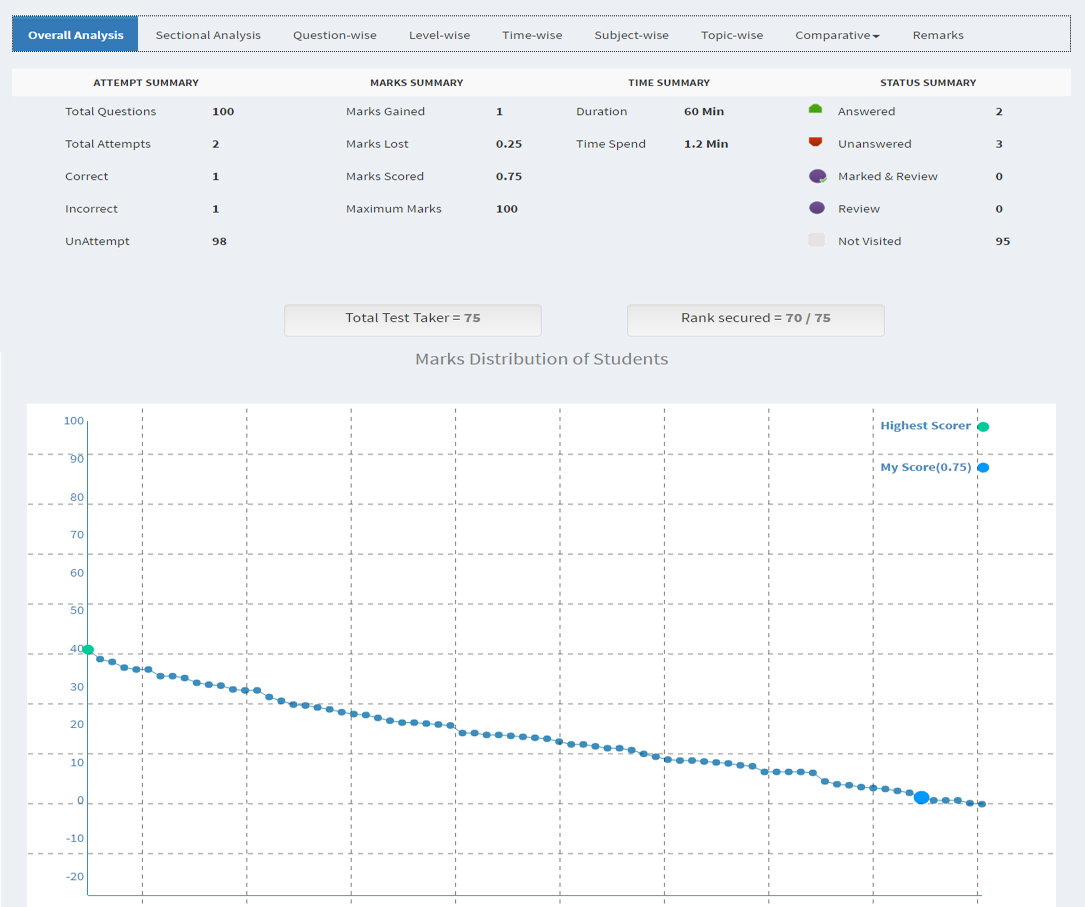 Overall Analysis Sectional Analysis Question-wise Level-wise Time-wise Subject-wise Topic-wise Comparative Remarks
ATTEMPT SUMMARY MARKS SUMMARY TIME SUMMARY STATUS SUMMARY
Total Questions 100 Marks Gained 1 Duration 60 Min Answered 2
Total Attempts 2 Marks Lost 0.25 Time Spend 1.2 Min Unanswered 3
Correct 1 Marks Scored 0.75 Marked & Review 0
Incorrect 1 Maximum Marks 100 Review 0
UnAttempt 98 Not Visited 95
Total Test Taker = 75 Rank secured = 70 / 75
Marks Distribution of Students
100
Highest Scorer
90
My Score(0.75)
80
70
60
50
40
30
20
10
0
-10
-20